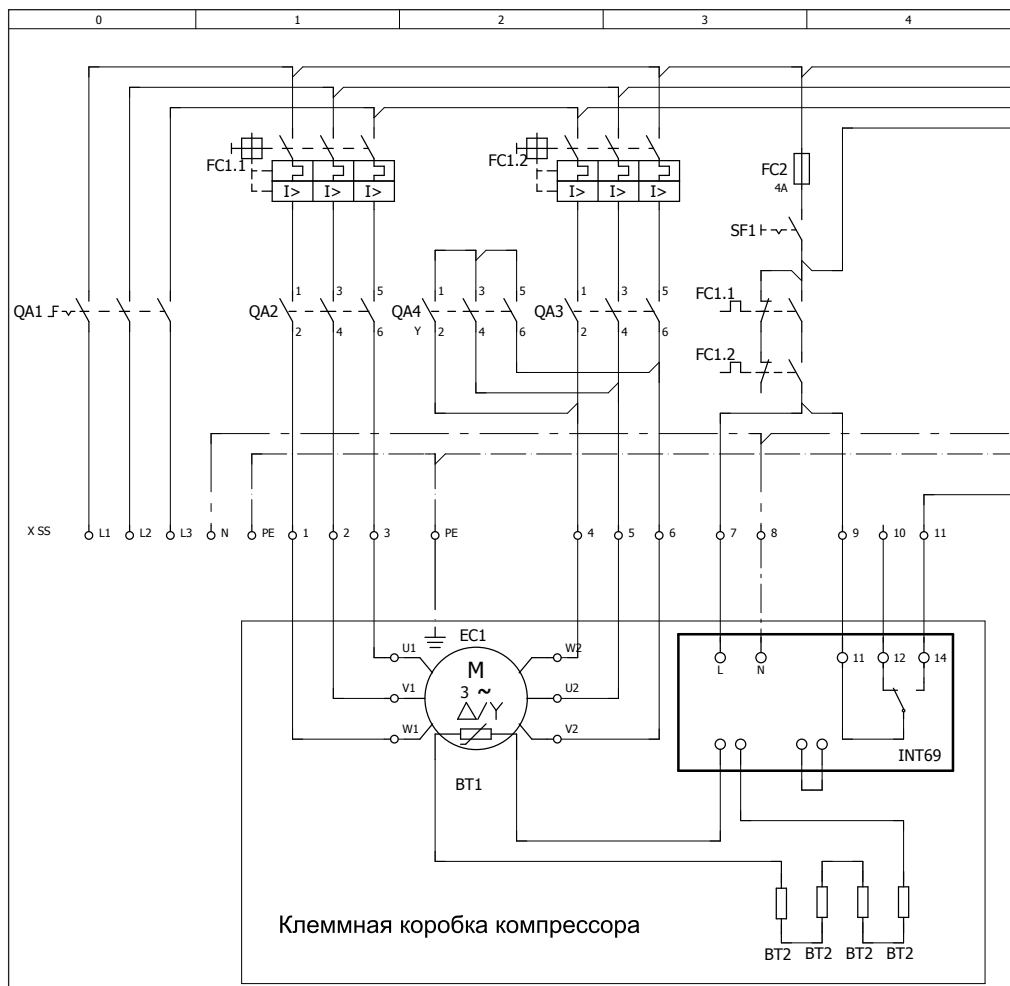 0 1 2 3 4
FC1.1 FC1.2 FC2
4A
I> I> I> I> I> I>
SF1
1 3 5 1 3 5 1 3 5 FC1.1
QA1 QA2 QA4 QA3
2 4 6 Y 2 4 6 2 4 6
FC1.2
X SS L1 L2 L3 N PE 1 2 3 PE 4 5 6 7 8 9 10 11
EC1
U1 W2
M L N 11 12 14
3 ~
V1 U2
△/Y
W1 V2
INT69
BT1
Клеммная коробка компрессора
BT2 BT2 BT2 BT2